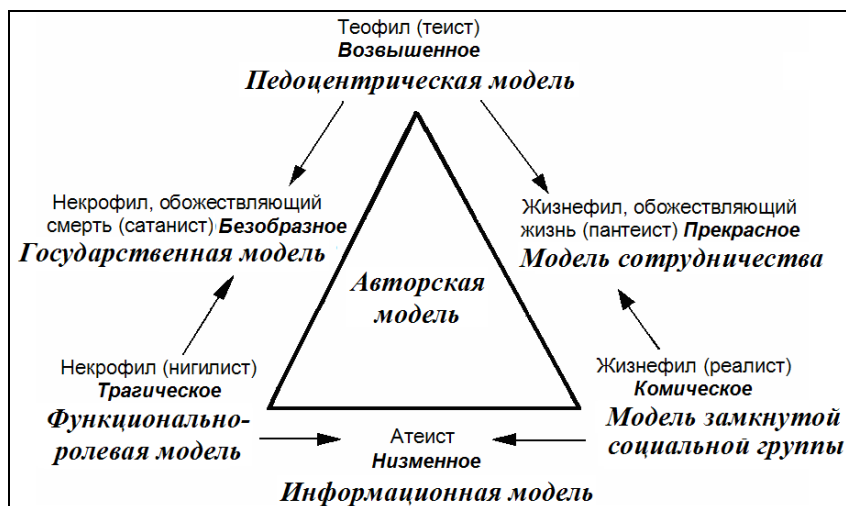 Теофил (теист)
Возвышенное
Педоцентрическая модель
Некрофил, обожествляющий
смерть (сатанист) Безобразное
Государственная модель
Жизнефил, обожествляющий
жизнь (пантеист) Прекрасное
Модель сотрудничества
Авторская
модель
Некрофил (нигилист)
Трагическое
Функционально-
ролевая модель
Жизнефил (реалист)
Комическое
Модель замкнутой
социальной группы
Атеист
Низменное
Информационная модель